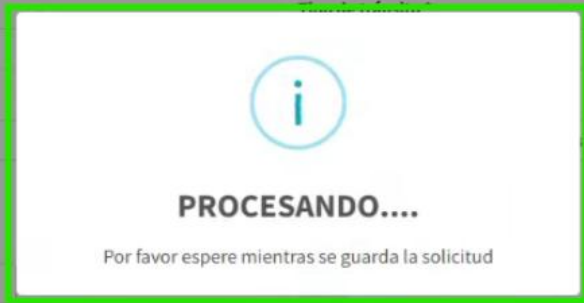 PROCESANDO....
Por favor espere mientras se guarda la solicitud